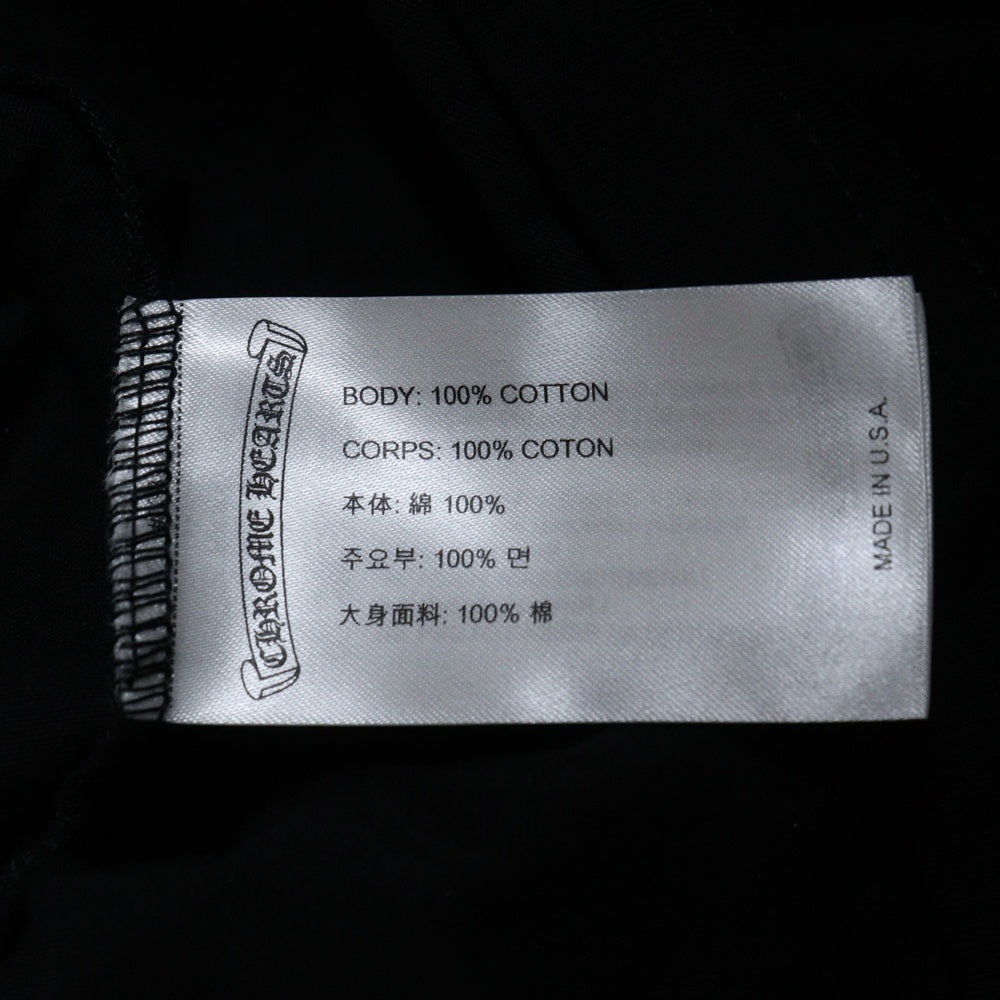 CHROME HEARTS
BODY: 100% COTTON
CORPS: 100% COTON
本体: 綿 100%
주요부: 100% 면
大身面料: 100% 棉
MADE IN U.S.A.